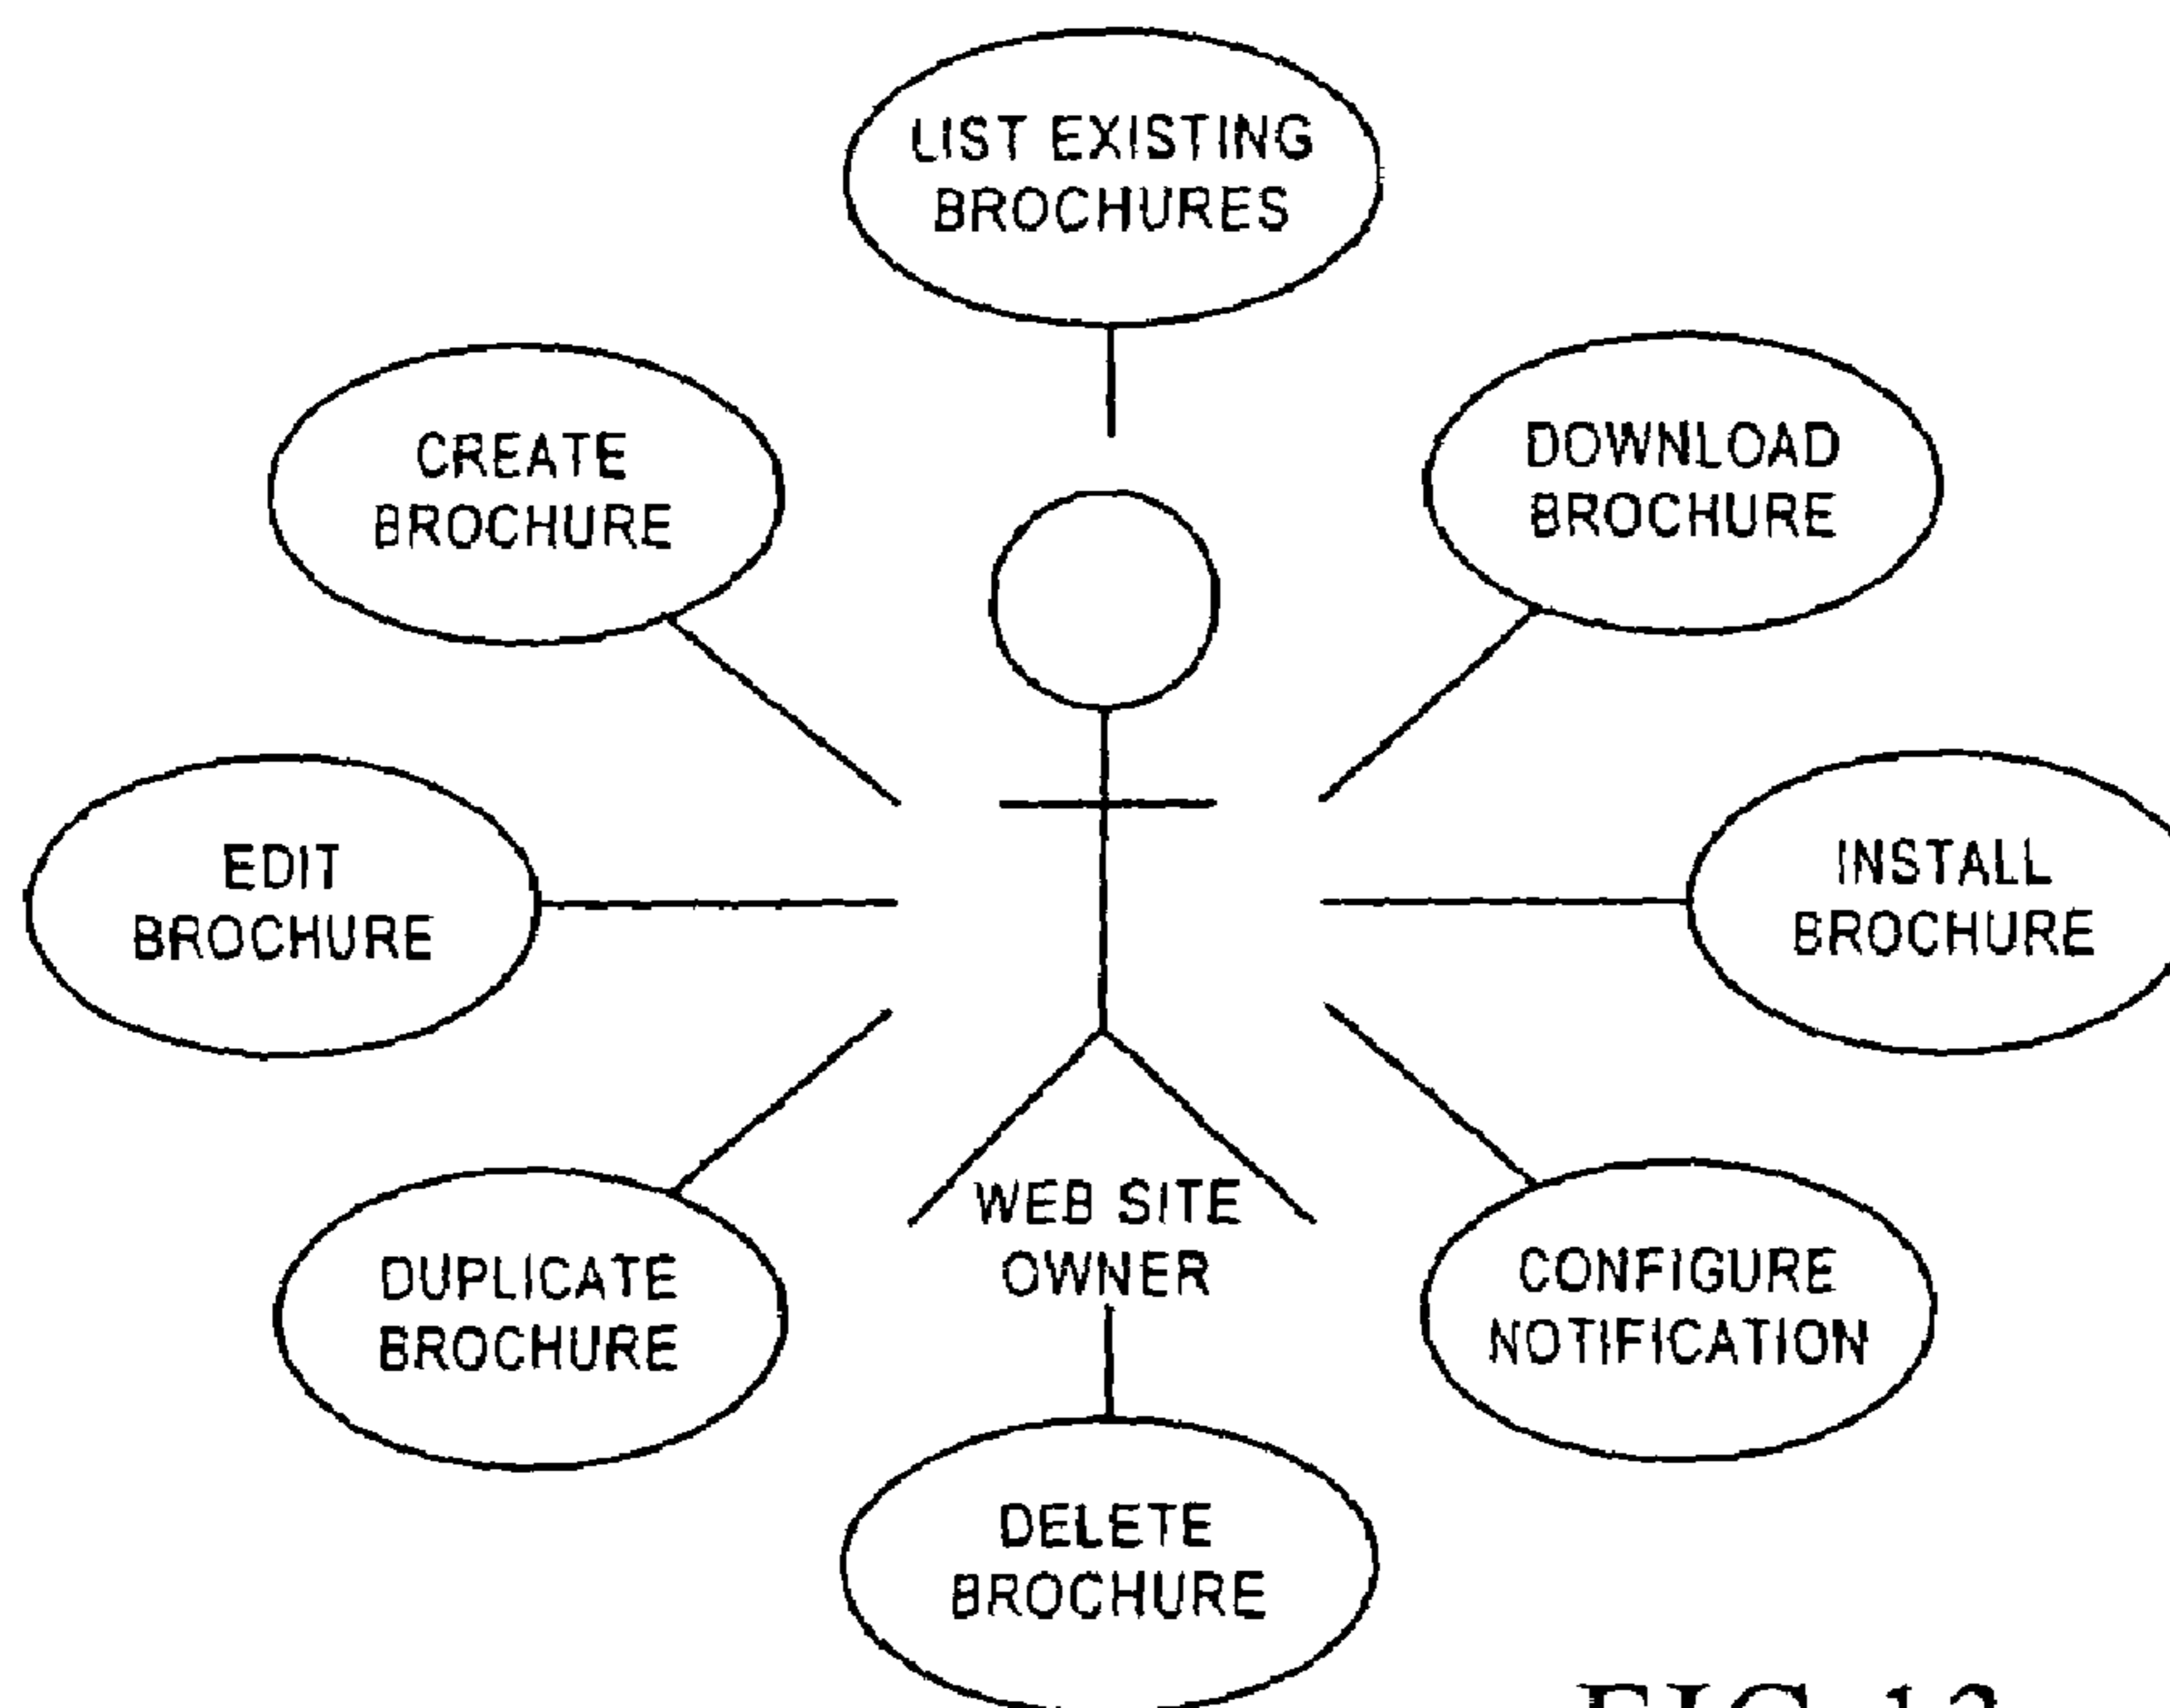 LIST EXISTING
BROCHURES
CREATE
BROCHURE
DOWNLOAD
BROCHURE
EDIT
BROCHURE
INSTALL
BROCHURE
WEB SITE
OWNER
DUPLICATE
BROCHURE
CONFIGURE
NOTIFICATION
DELETE
BROCHURE